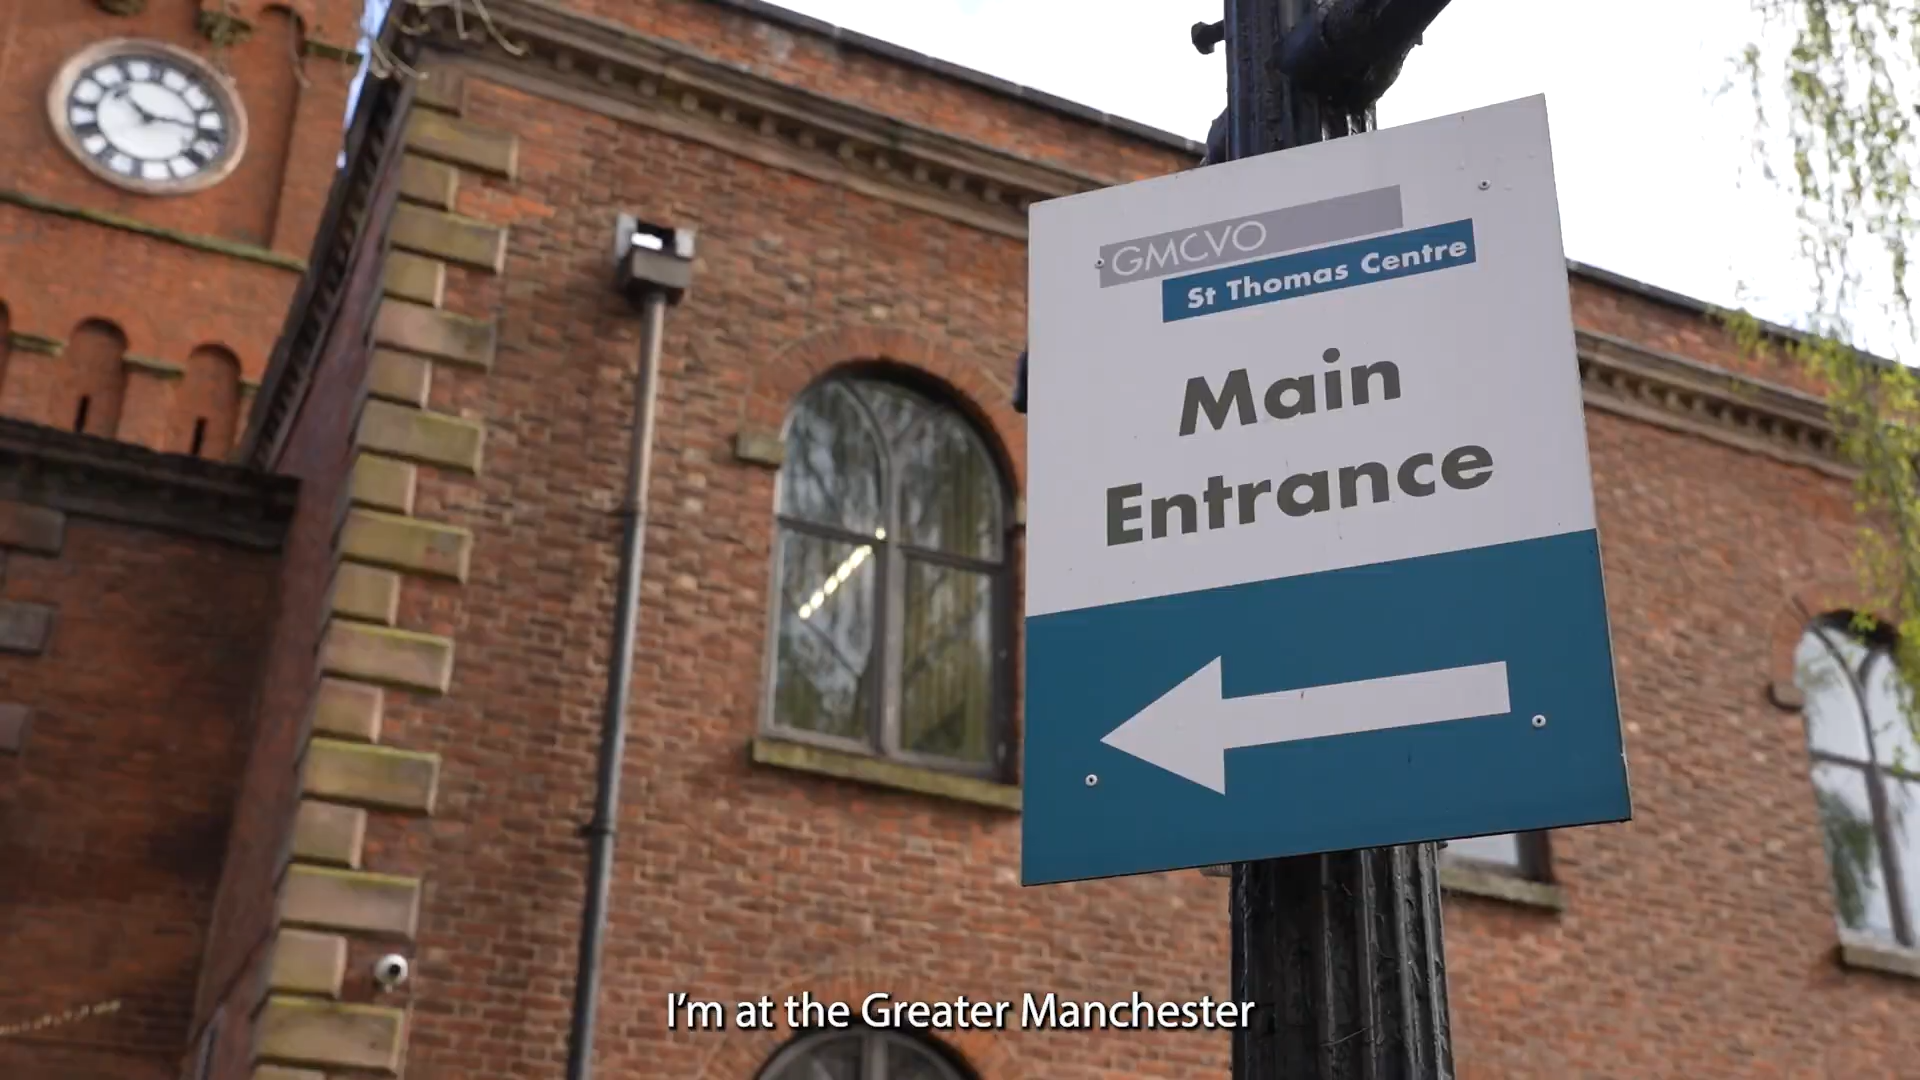 GMCVO
St Thomas Centre
Main
Entrance
I'm at the Greater Manchester